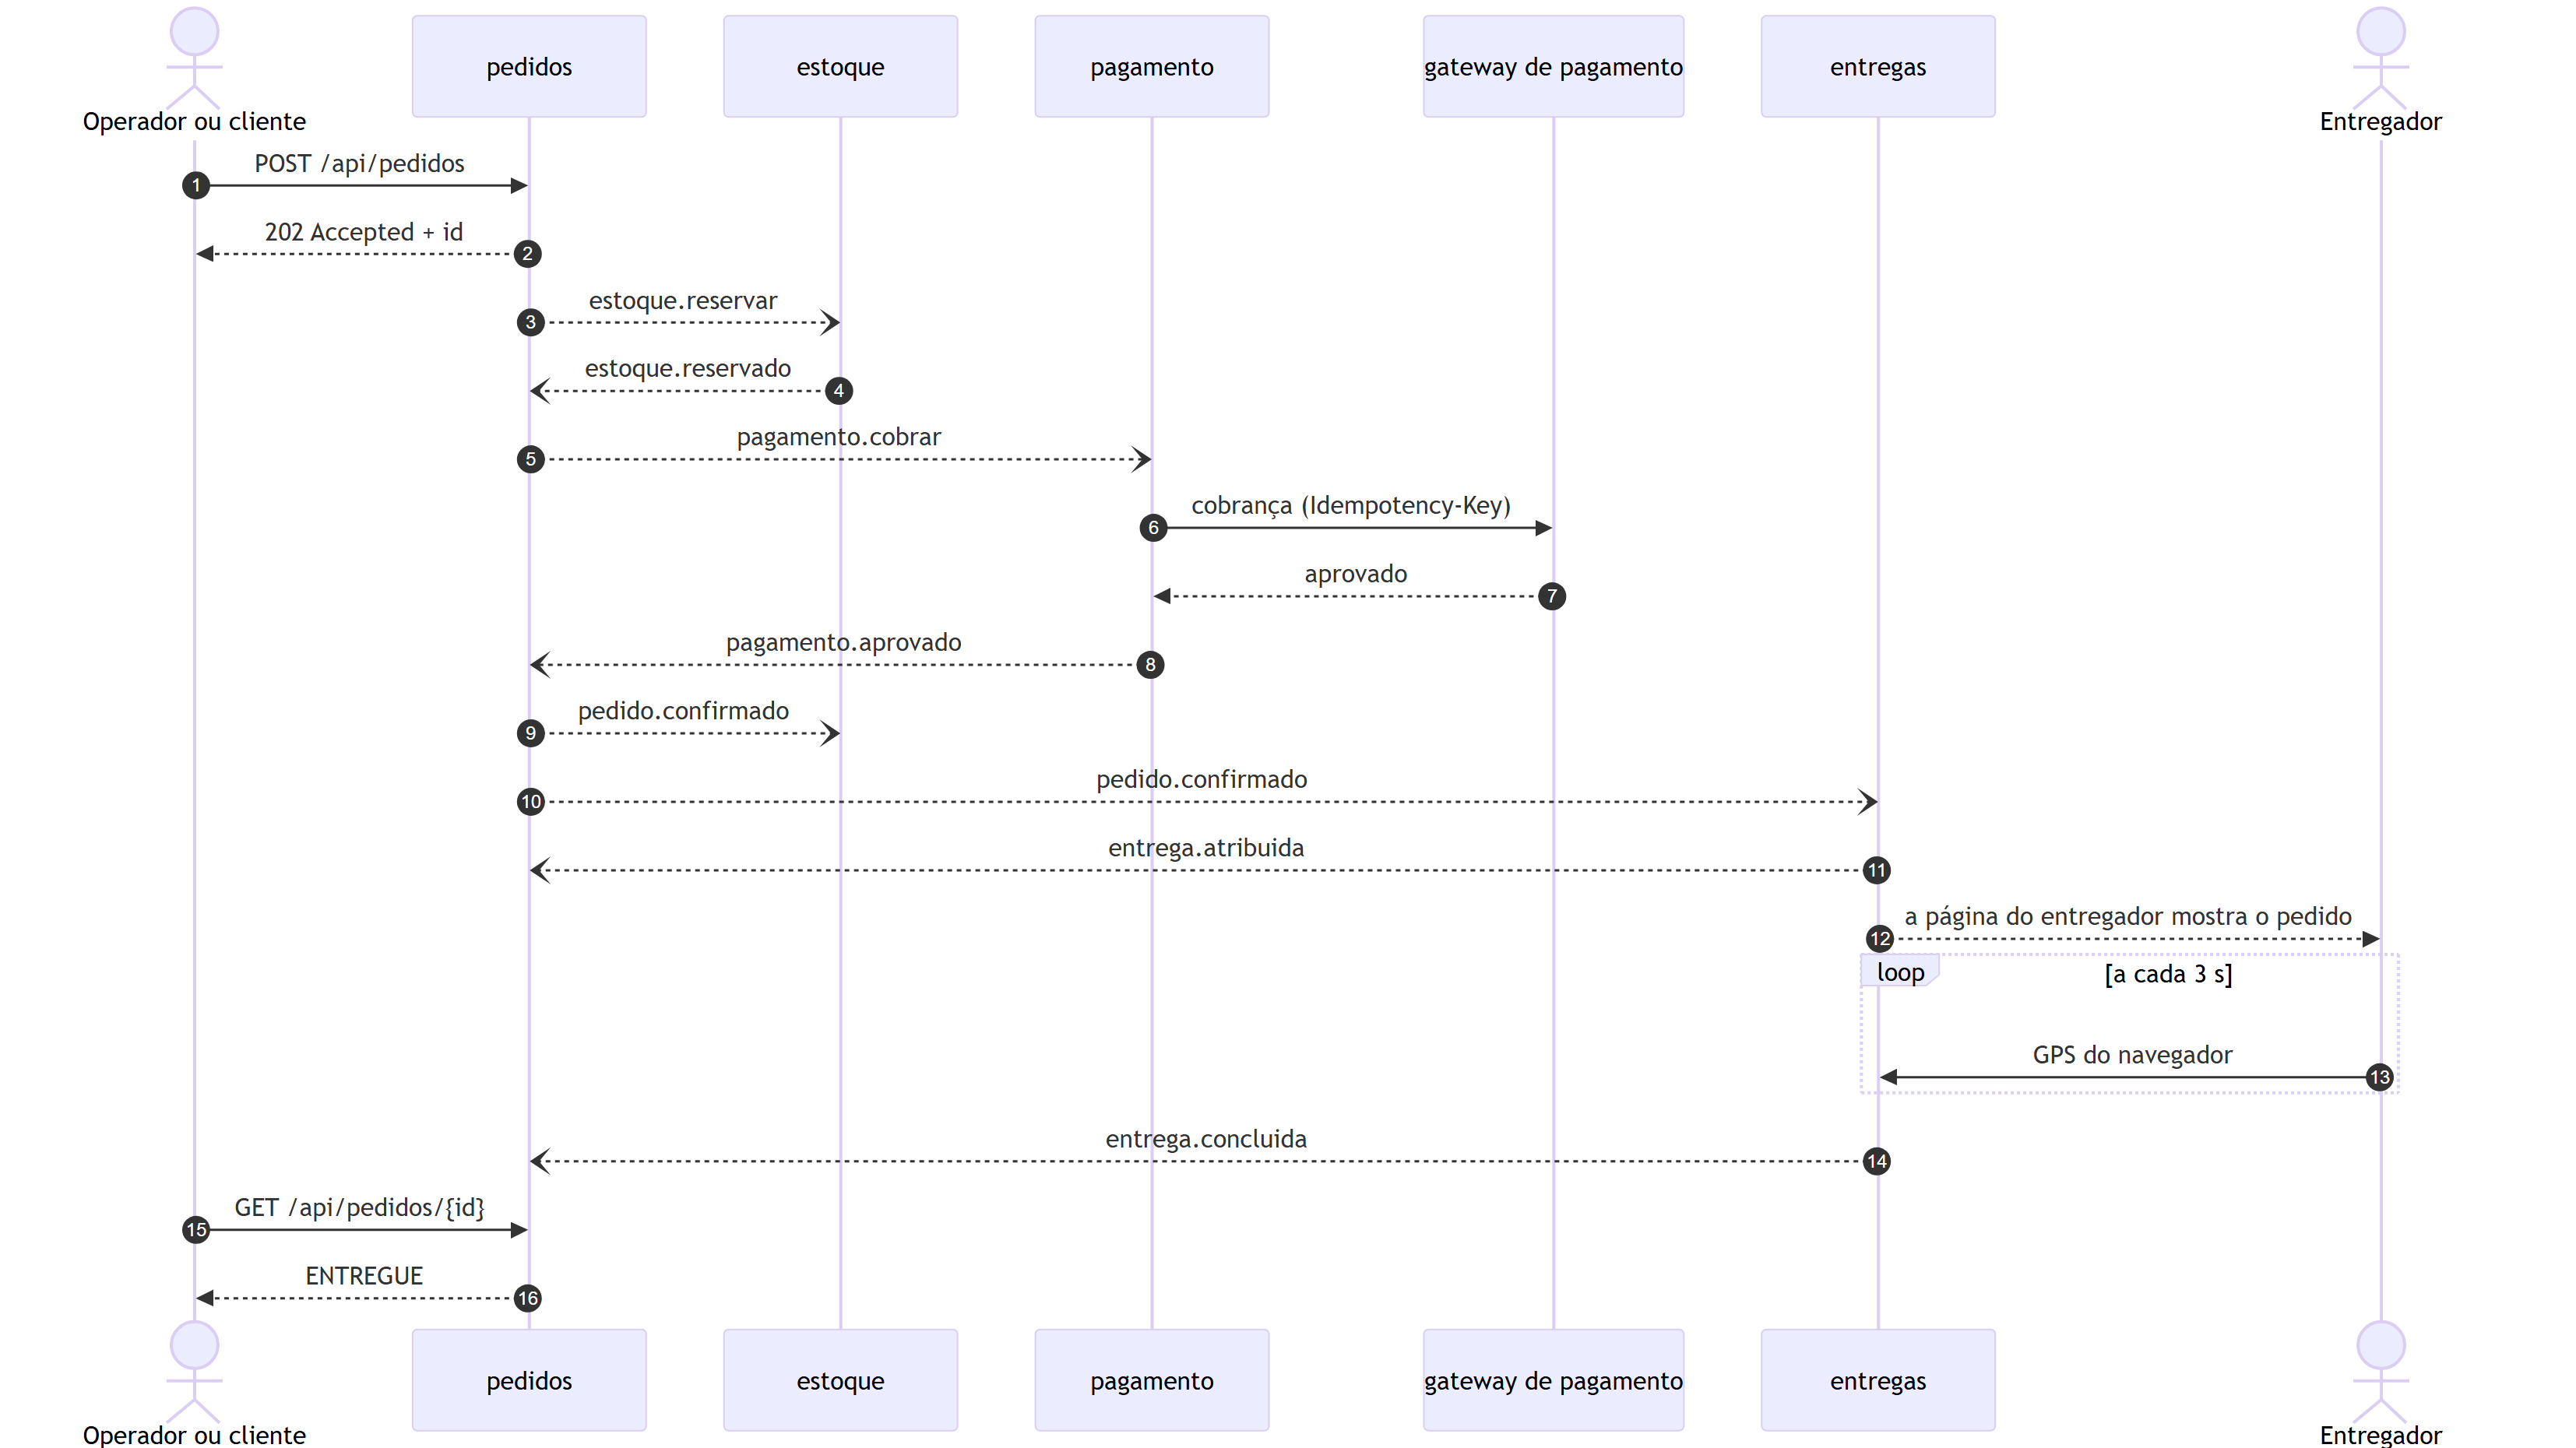 Operador ou cliente
pedidos
estoque
pagamento
gateway de pagamento
entregas
Entregador
POST /api/pedidos
1
202 Accepted + id
2
estoque.reservar
3
estoque.reservado
4
pagamento.cobrar
5
cobrança (Idempotency-Key)
6
aprovado
7
pagamento.aprovado
8
pedido.confirmado
9
pedido.confirmado
10
entrega.atribuida
11
a página do entregador mostra o pedido
12
loop
[a cada 3 s]
GPS do navegador
13
entrega.concluida
14
GET /api/pedidos/{id}
15
ENTREGUE
16
Operador ou cliente
pedidos
estoque
pagamento
gateway de pagamento
entregas
Entregador